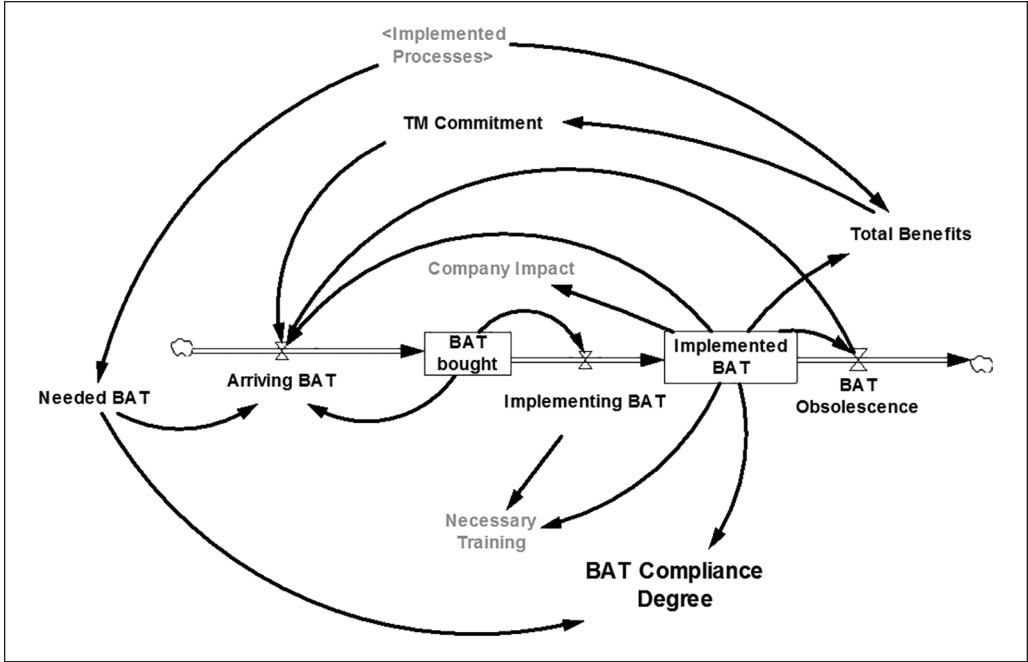 <Implemented
Processes>
TM Commitment
Total Benefits
Company Impact
BAT
bought
Implemented
BAT
Arriving BAT
Needed BAT
Implementing BAT
BAT
Obsolescence
Necessary
Training
BAT Compliance
Degree